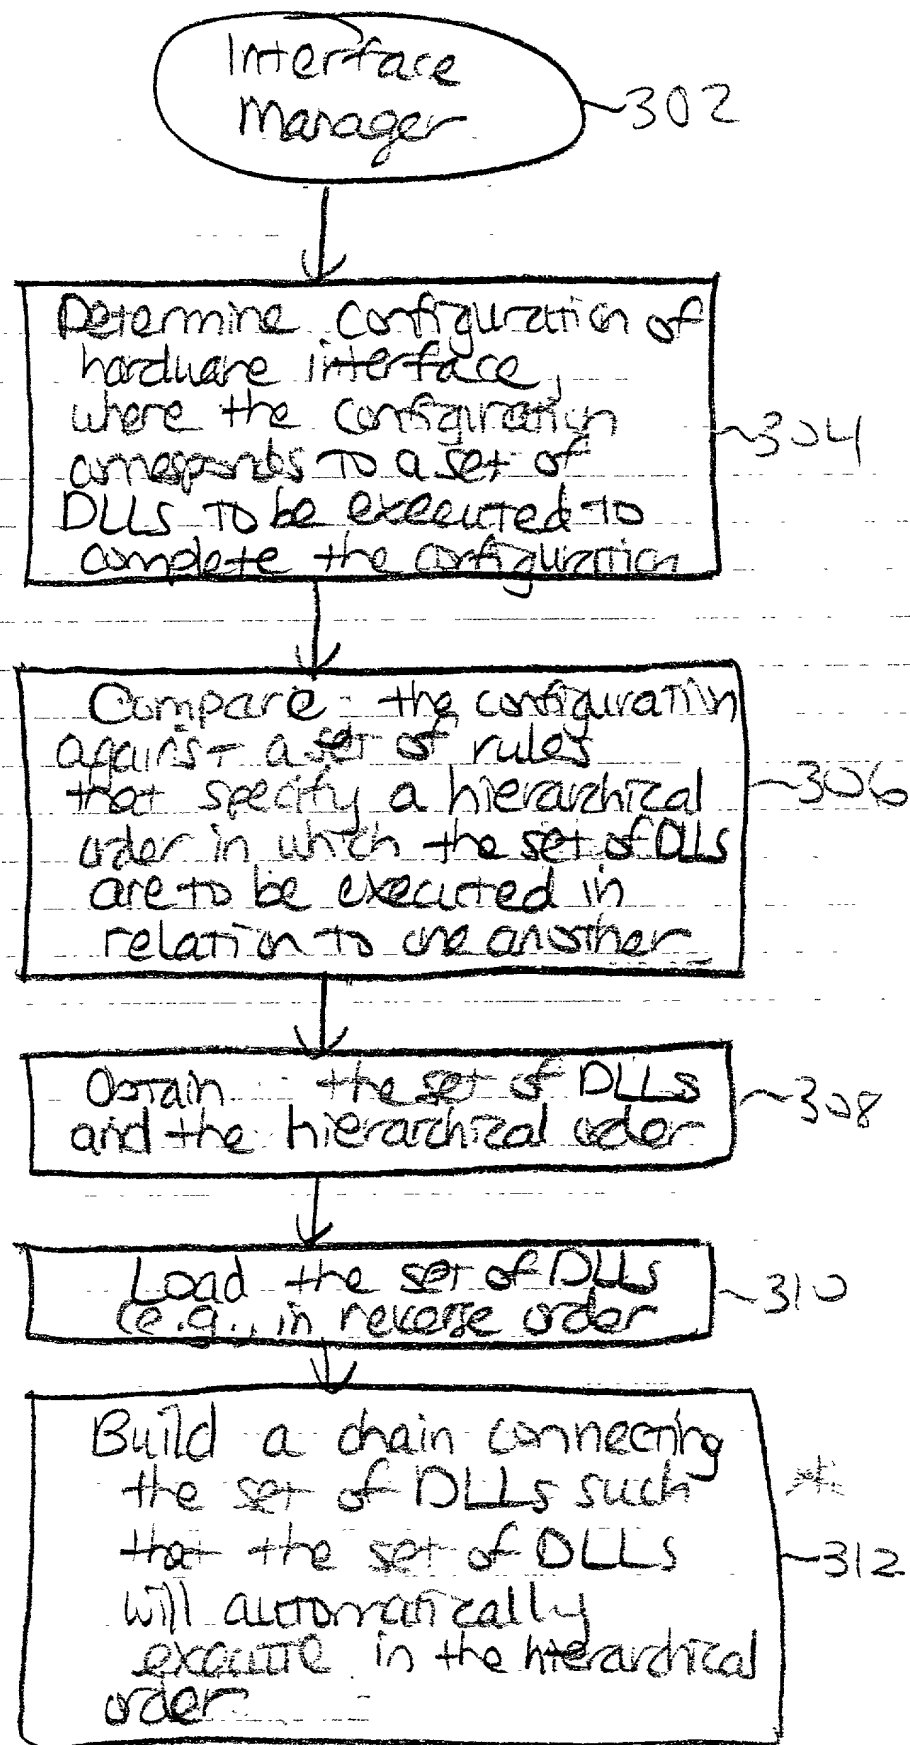 Interface
Manager
302
Determine configuration of
hardware interface,
where the configuration
corresponds to a set of
DLLs to be executed to
complete the configuration
304
Compare the configuration
against a set of rules
that specify a hierarchical
order in which the set of DLLs
are to be executed in
relation to one another
306
Obtain the set of DLLs
and the hierarchical order
308
Load the set of DLLs
(e.g., in reverse order
310
Build a chain connecting
the set of DLLs such
that the set of DLLs
will automatically
execute in the hierarchical
order.
*
312